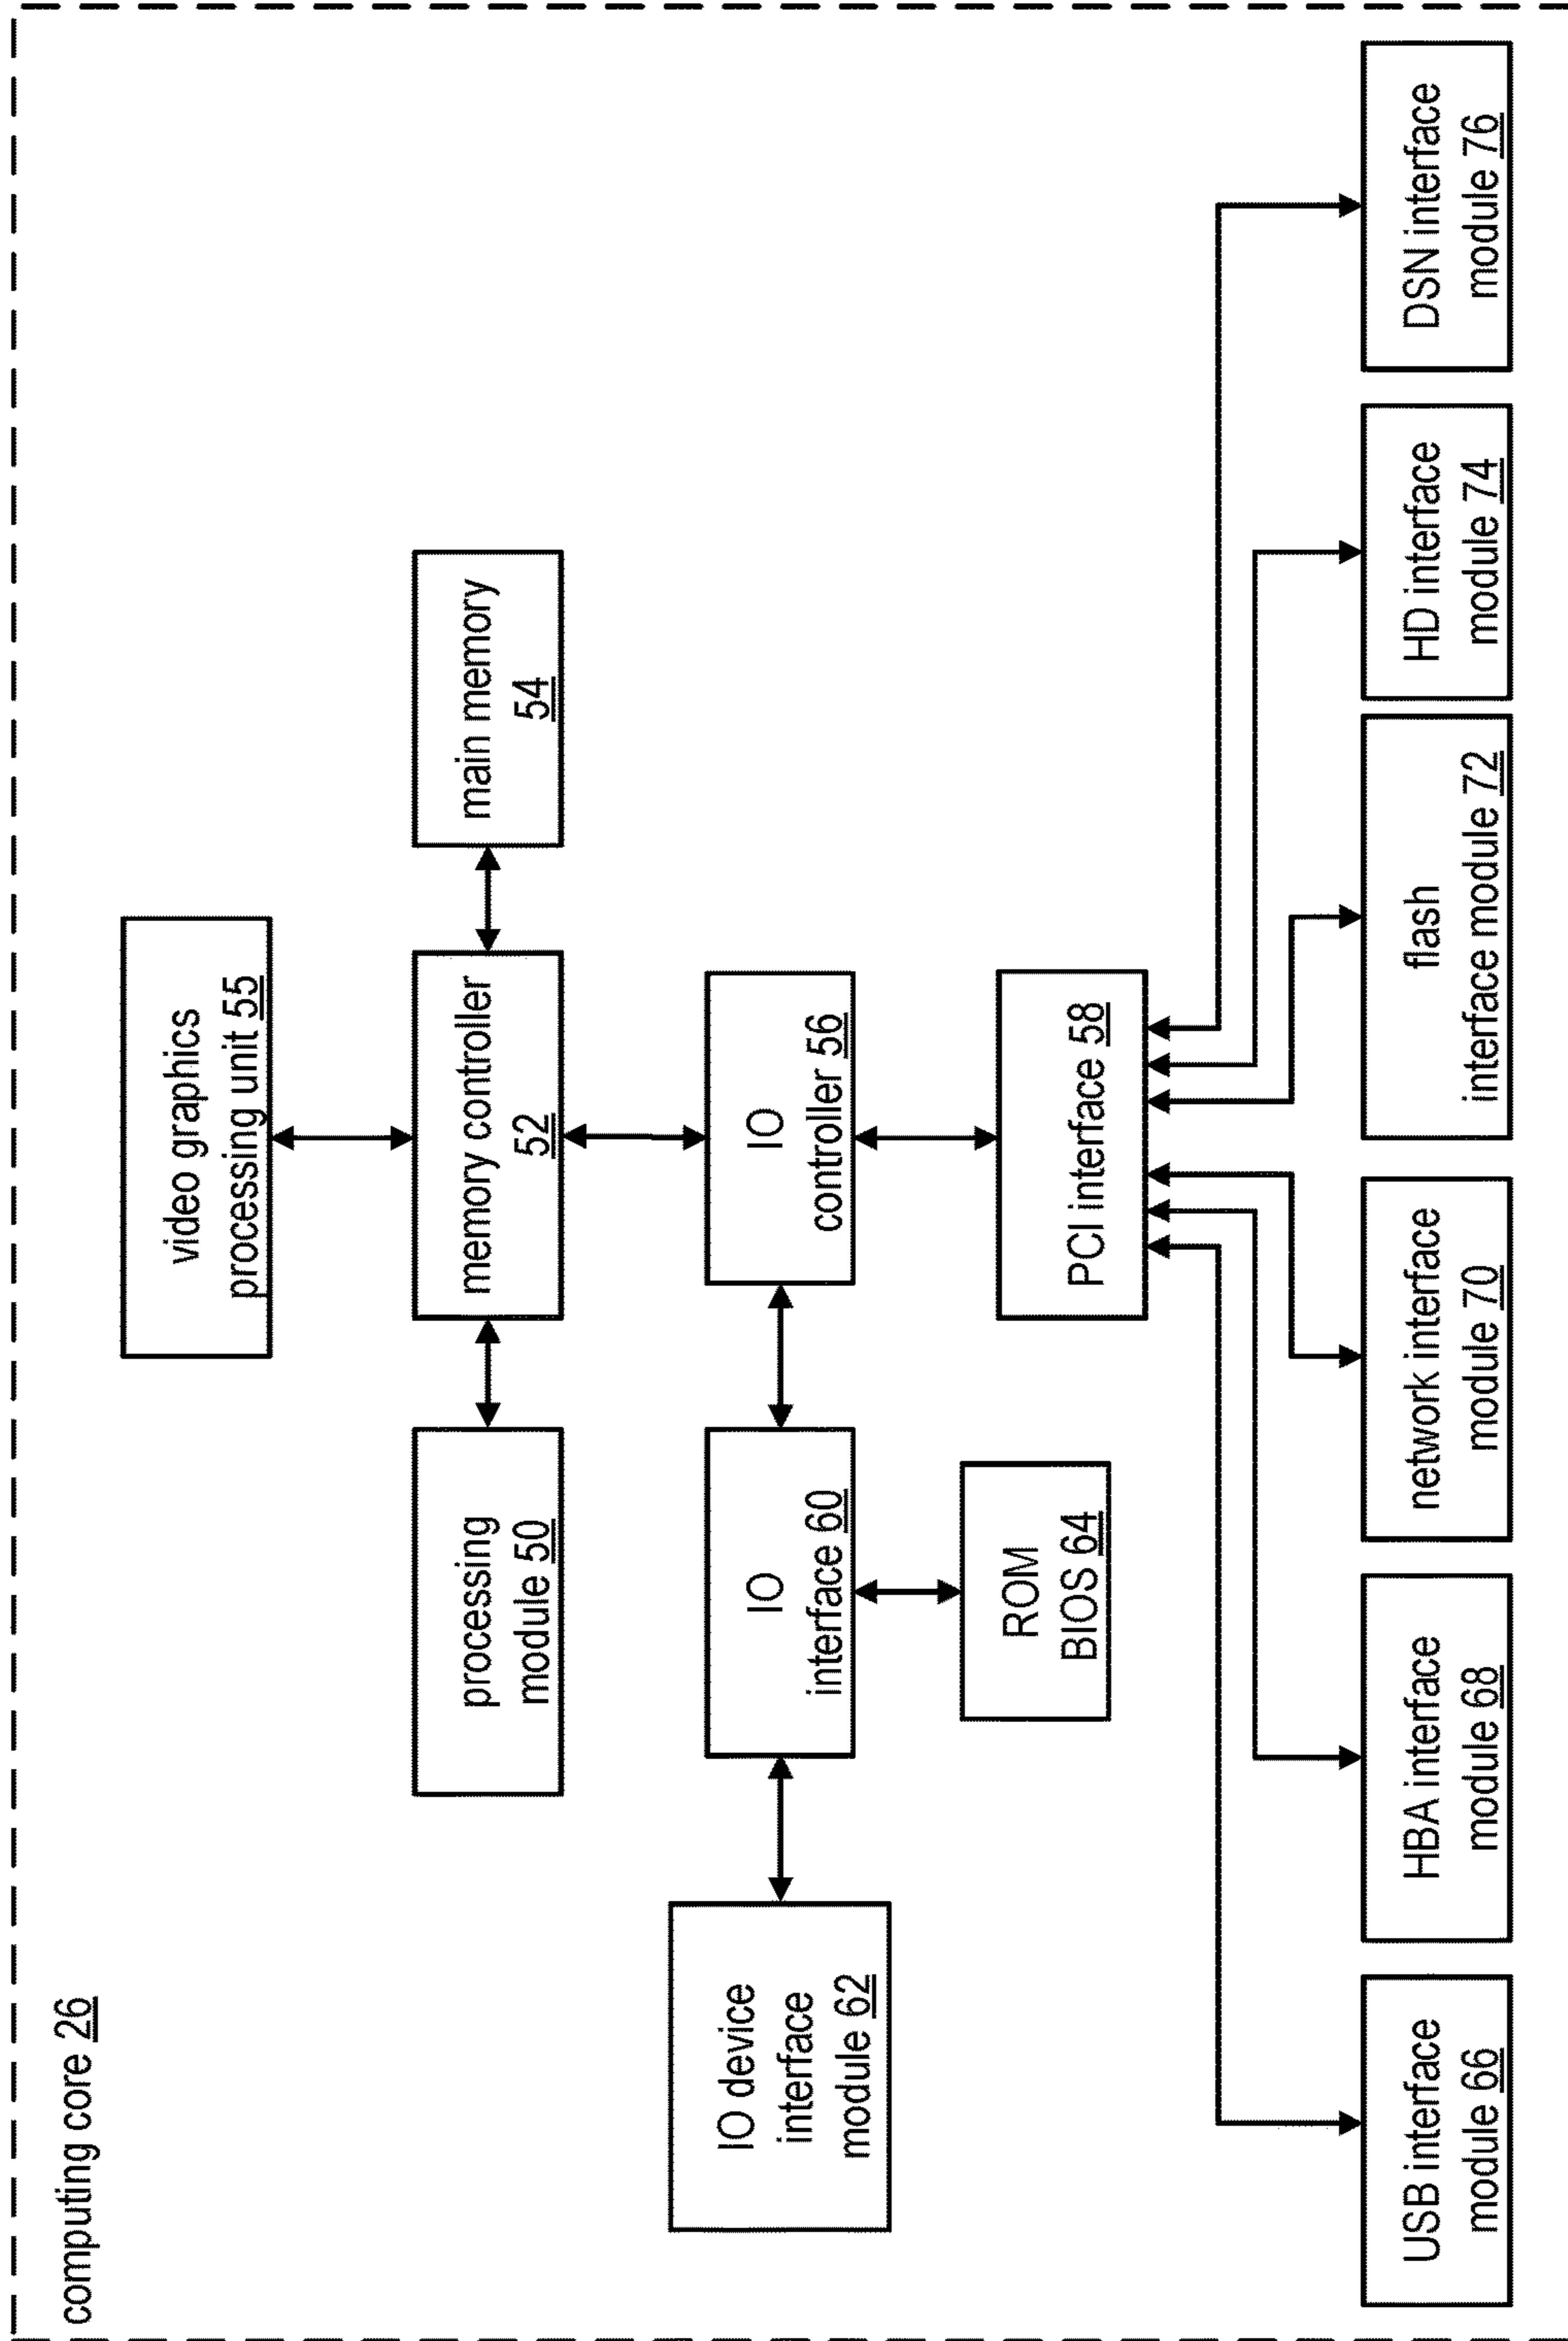 computing core 26
video graphics
processing unit 55
processing
module 50
memory controller
52
main memory
54
IO device
interface
module 62
IO
interface 60
IO
controller 56
ROM
BIOS 64
PCI interface 58
USB interface
module 66
HBA interface
module 68
network interface
module 70
flash
interface module 72
HD interface
module 74
DSN interface
module 76